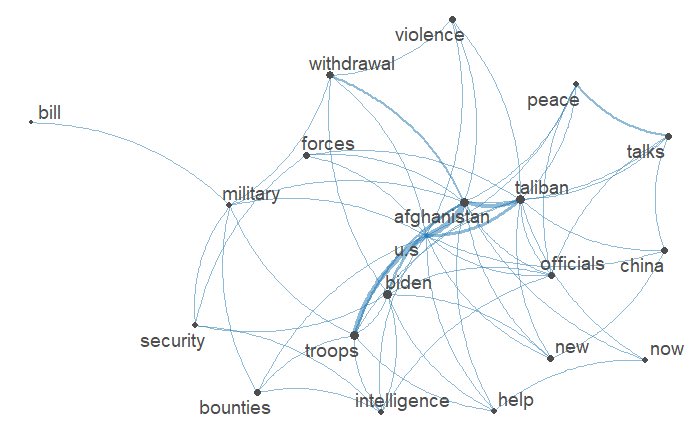 violence
withdrawal
peace
bill
forces
talks
military
taliban
afghanistan
u.s
officials
china
biden
security
troops
new
now
bounties
intelligence
help